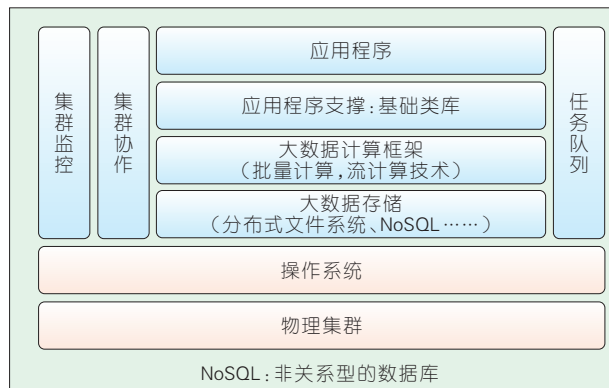 集群监控
集群协作
应用程序
应用程序支撑:基础类库
大数据计算框架
(批量计算,流计算技术)
大数据存储
(分布式文件系统、NoSQL……)
任务队列
操作系统
物理集群
NoSQL:非关系型的数据库